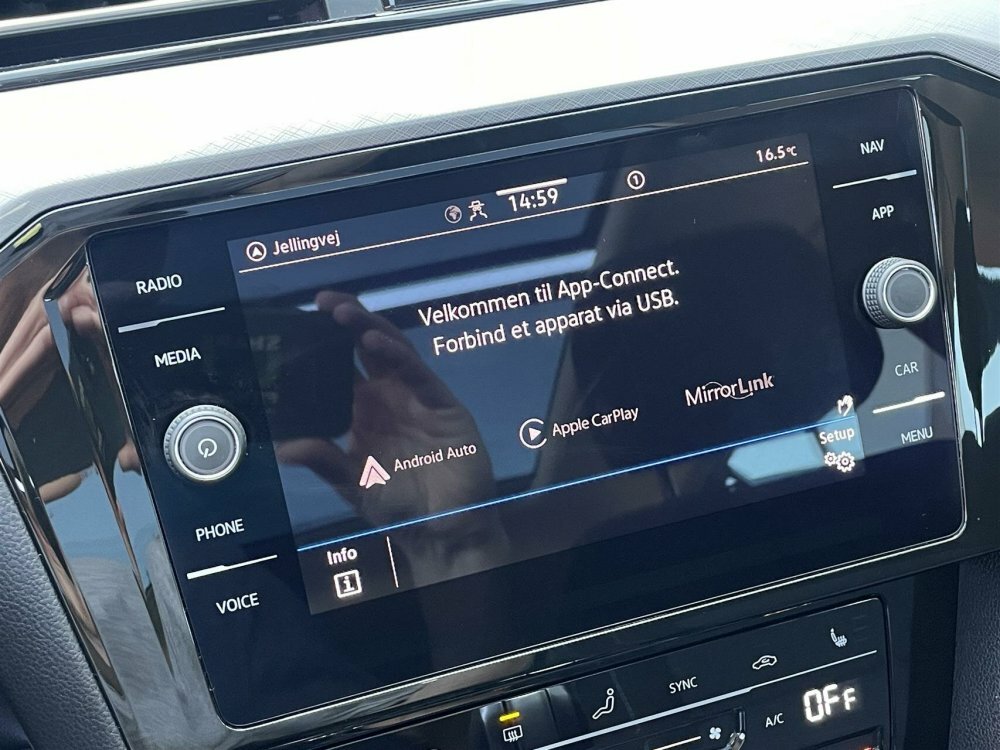 NAV
16.5°C
1
14:59
APP
Jellingvej
RADIO
Velkommen til App-Connect.
Forbind et apparat via USB.
MEDIA
CAR
MirrorLink
Apple CarPlay
Android Auto
Setup
MENU
PHONE
Info
i
VOICE
SYNC
A/C
OFF